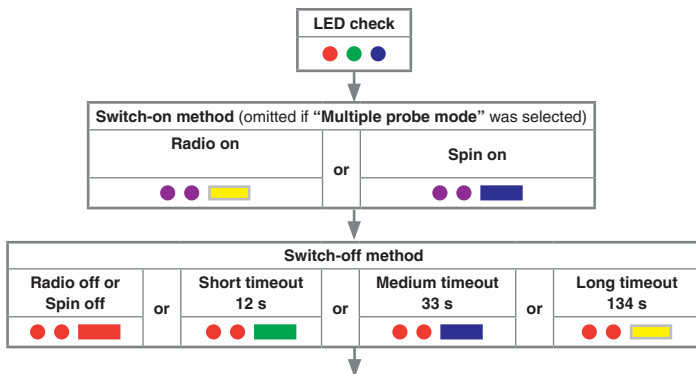 LED check
Switch-on method (omitted if “Multiple probe mode” was selected)
Radio on
or
Spin on
Switch-off method
Radio off or
Spin off
or
Short timeout
12 s
or
Medium timeout
33 s
or
Long timeout
134 s